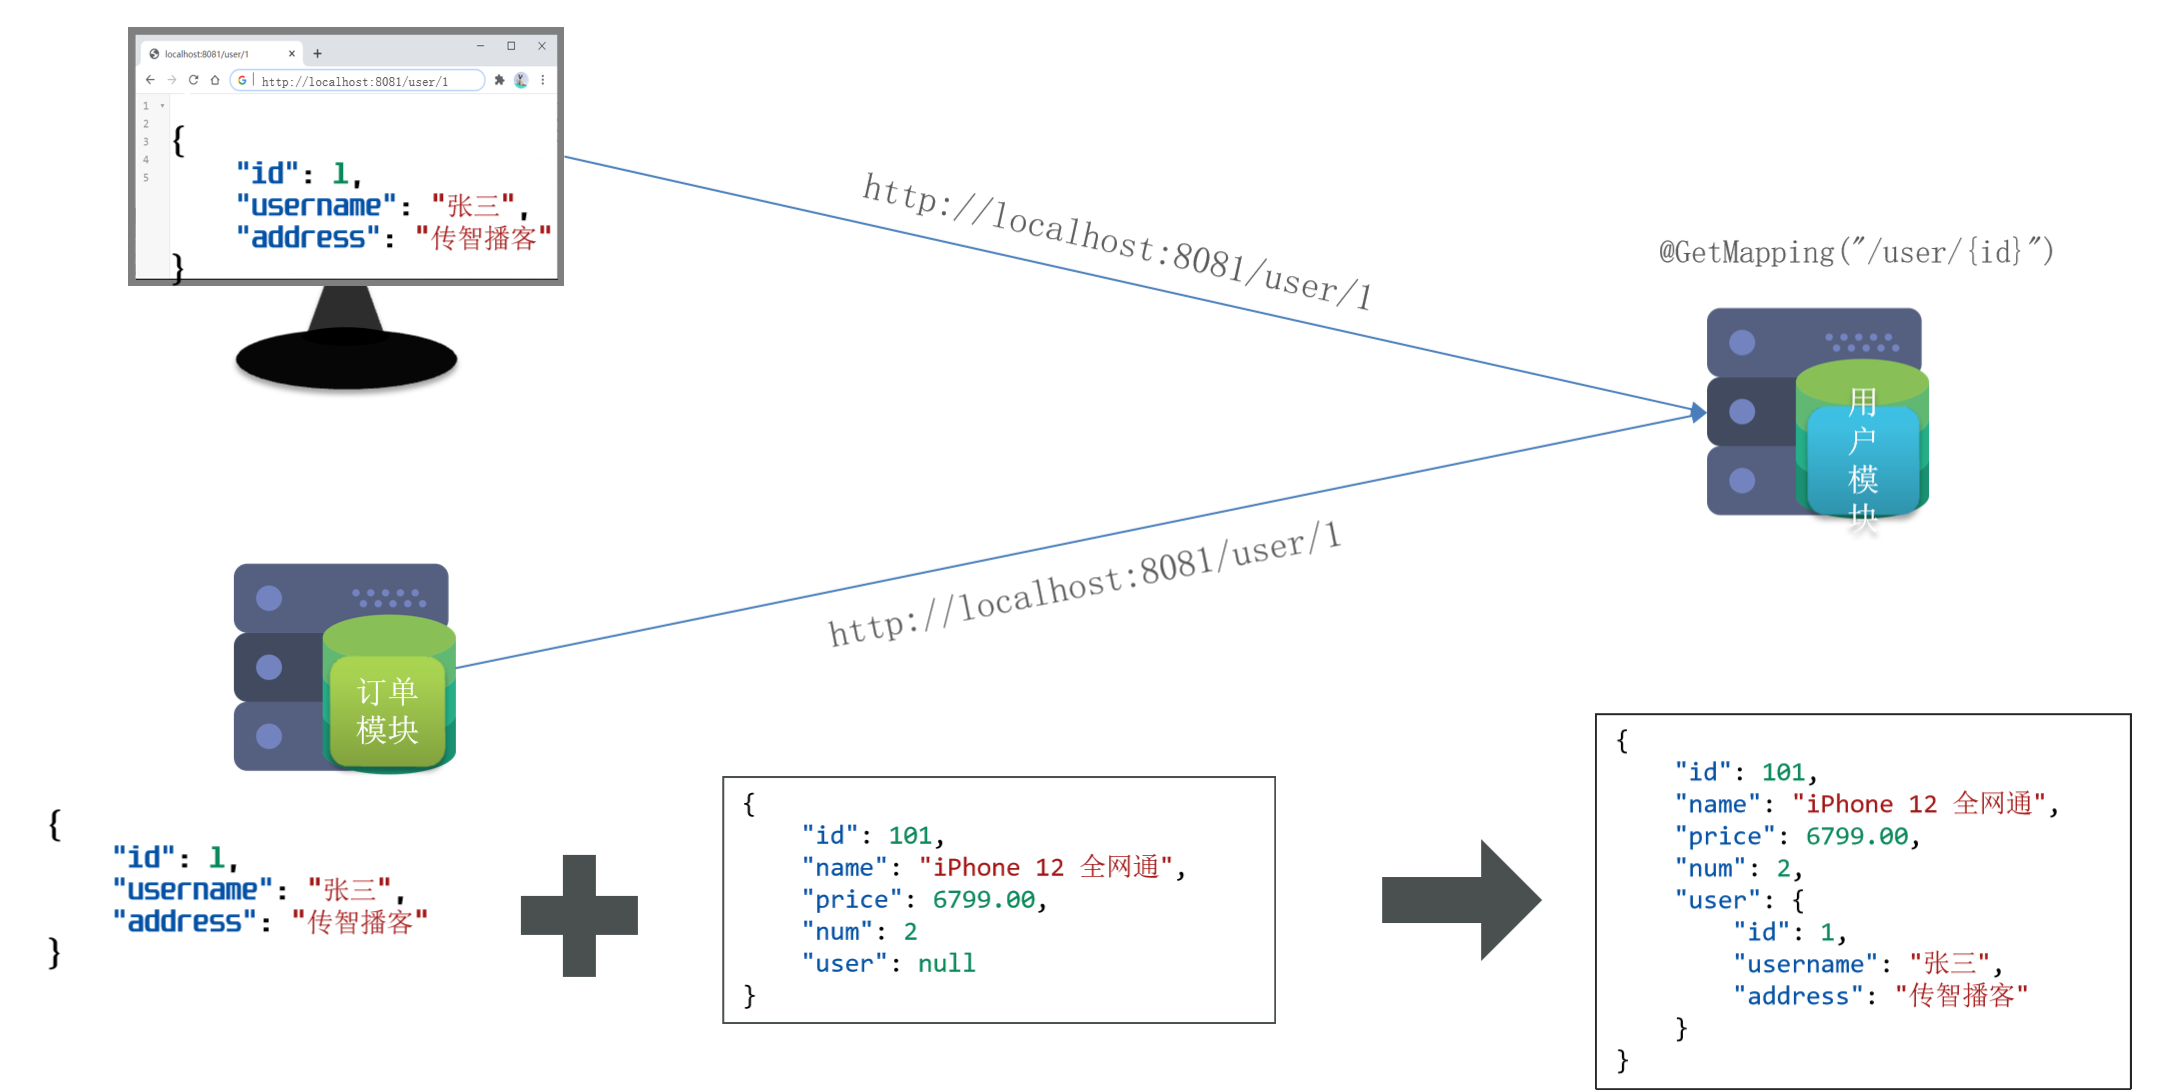 localhost:8081/user/1
http://localhost:8081/user/1
1
2
3
4
5
{
"id": 1,
"username": "张三",
"address": "传智播客"
}
http://localhost:8081/user/1
@GetMapping("/user/{id}")
用
户
模
块
http://localhost:8081/user/1
订单
模块
{
"id": 1,
"username": "张三",
"address": "传智播客"
}
{
"id": 101,
"name": "iPhone 12 全网通",
"price": 6799.00,
"num": 2
"user": null
}
{
"id": 101,
"name": "iPhone 12 全网通",
"price": 6799.00,
"num": 2,
"user": {
"id": 1,
"username": "张三",
"address": "传智播客"
}
}